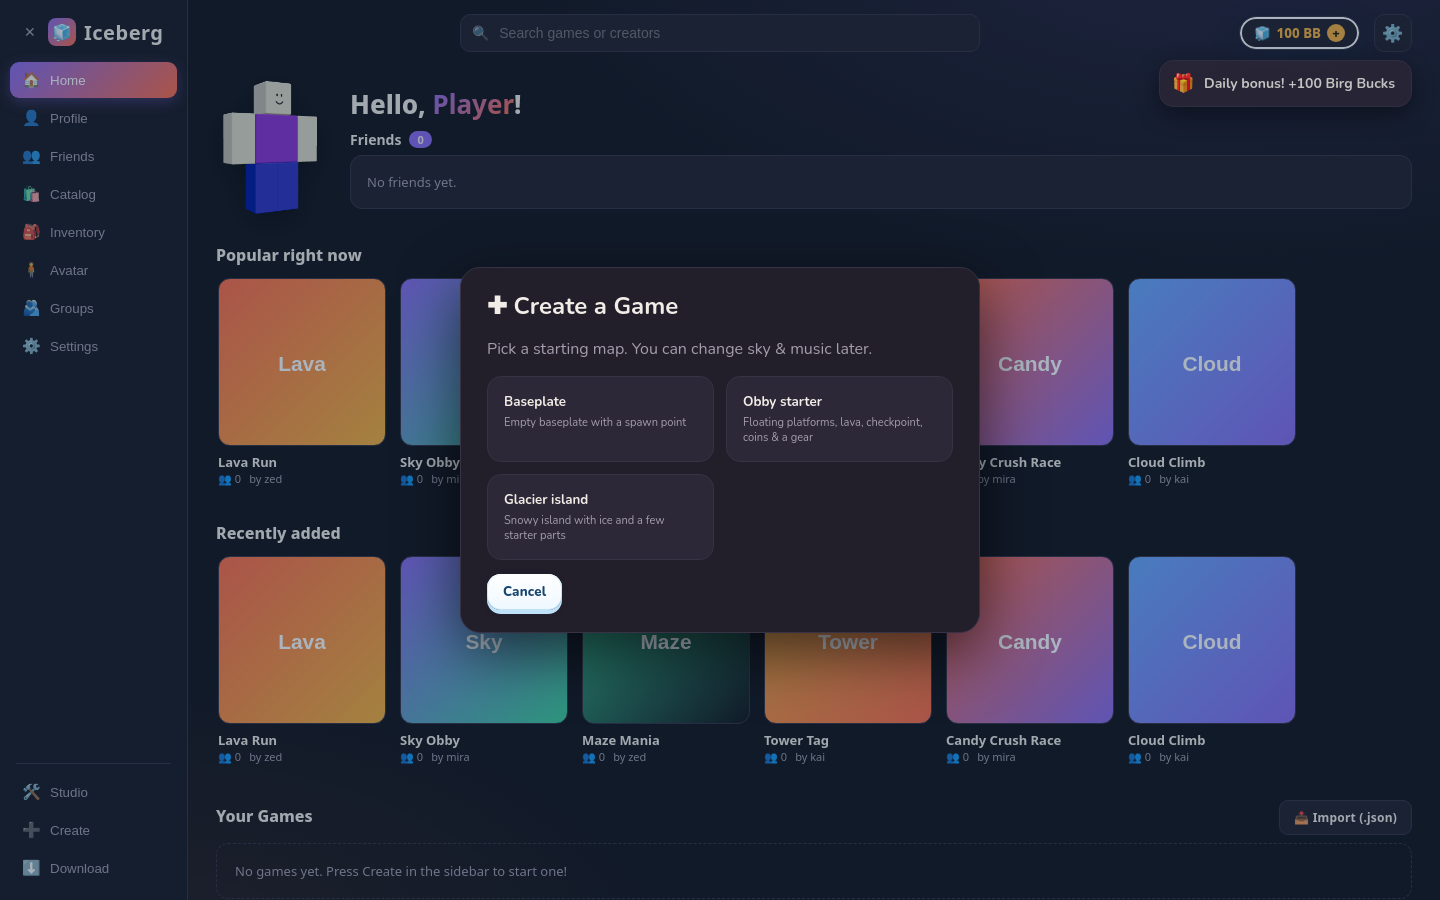 Iceberg
Search games or creators
100 BB
Home
Profile
Friends
Catalog
Inventory
Avatar
Groups
Settings
Studio
Create
Download
Daily bonus! +100 Birg Bucks
Hello, Player!
Friends 0
No friends yet.
Popular right now
Lava
Candy
Cloud
Lava Run
Sky Obby
y Crush Race
Cloud Climb
0 by zed
0 by mi
by mira
0 by kai
Create a Game
Pick a starting map. You can change sky & music later.
Baseplate
Empty baseplate with a spawn point
Obby starter
Floating platforms, lava, checkpoint,
coins & a gear
Glacier island
Snowy island with ice and a few
starter parts
Cancel
Recently added
Lava
Sky
Maze
Tower
Candy
Cloud
Lava Run
Sky Obby
Maze Mania
Tower Tag
Candy Crush Race
Cloud Climb
0 by zed
0 by mira
0 by zed
0 by kai
0 by mira
0 by kai
Your Games
Import (.json)
No games yet. Press Create in the sidebar to start one!